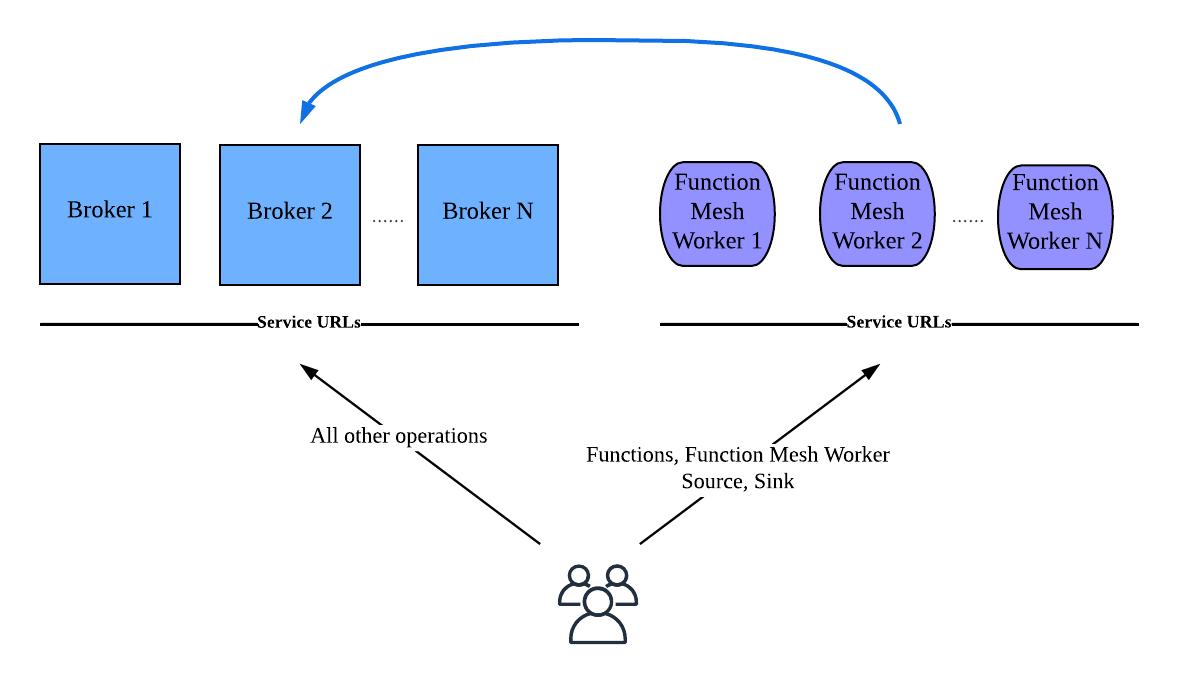 Broker 1
Broker 2
......
Broker N
Function
Mesh
Worker 1
Function
Mesh
Worker 2
......
Function
Mesh
Worker N
Service URLs
Service URLs
All other operations
Functions, Function Mesh Worker
Source, Sink